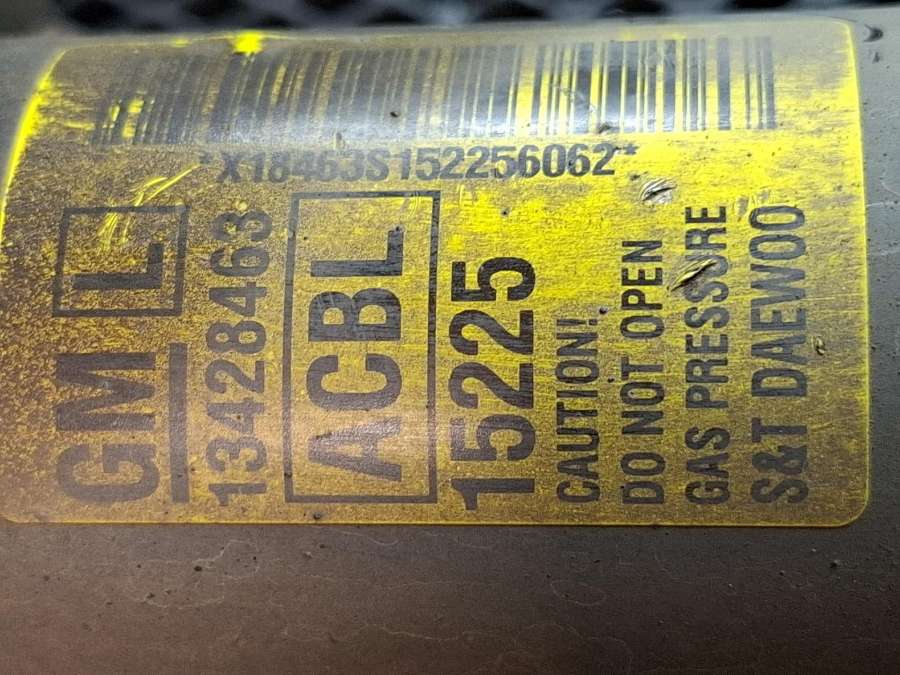 *X18463S152256062*
GM L
13428463
ACBL
15225
CAUTION!
DO NOT OPEN
GAS PRESSURE
S&T DAEWOO